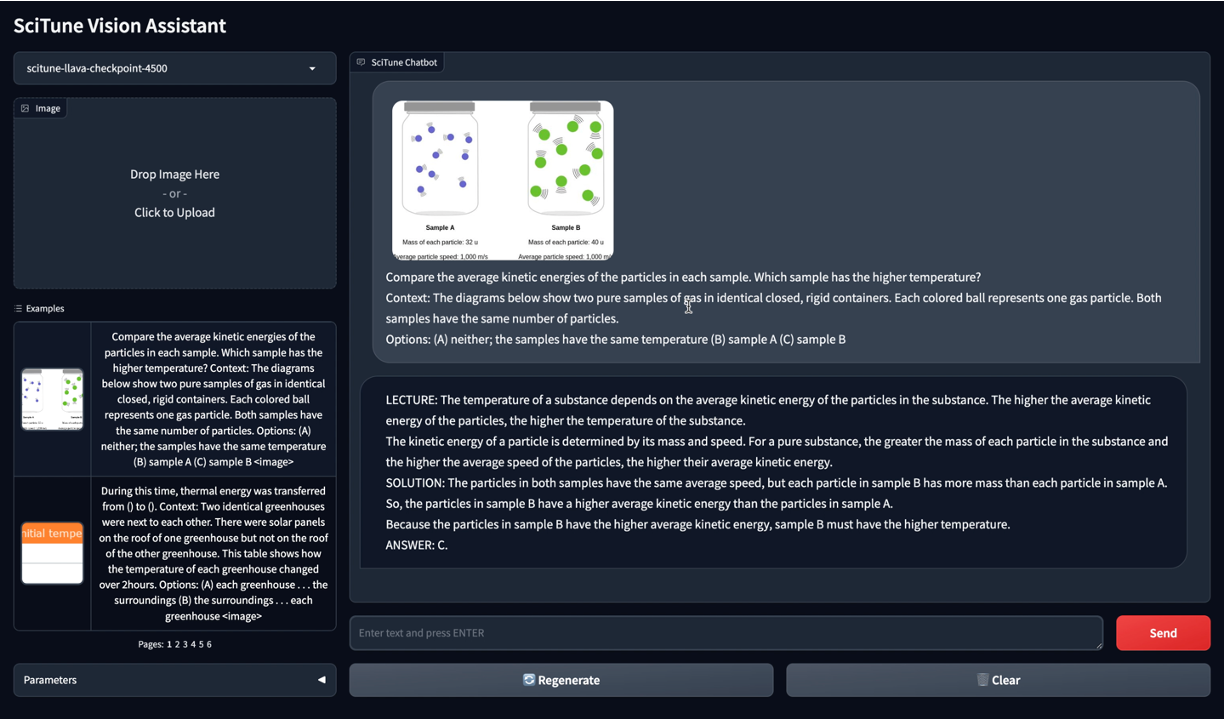 SciTune Vision Assistant
scitune-llava-checkpoint-4500
Image
Drop Image Here
- or -
Click to Upload
Examples
Compare the average kinetic energies of the
particles in each sample. Which sample has the
higher temperature? Context: The diagrams
below show two pure samples of gas in identical
closed, rigid containers. Each colored ball
represents one gas particle. Both samples have
the same number of particles. Options: (A)
neither; the samples have the same temperature
(B) sample A (C) sample B <image>
nitial tempe
During this time, thermal energy was transferred
from () to (). Context: Two identical greenhouses
were next to each other. There were solar panels
on the roof of one greenhouse but not on the roof
of the other greenhouse. This table shows how
the temperature of each greenhouse changed
over 2hours. Options: (A) each greenhouse . . . the
surroundings (B) the surroundings . . . each
greenhouse <image>
Pages: 1 2 3 4 5 6
Parameters
SciTune Chatbot
Sample A
Sample B
Mass of each particle: 32 u
Mass of each particle: 40 u
Average particle speed: 1,000 m/s
Average particle speed: 1,000 m/
Compare the average kinetic energies of the particles in each sample. Which sample has the higher temperature?
Context: The diagrams below show two pure samples of gas in identical closed, rigid containers. Each colored ball represents one gas particle. Both
samples have the same number of particles.
Options: (A) neither; the samples have the same temperature (B) sample A (C) sample B
LECTURE: The temperature of a substance depends on the average kinetic energy of the particles in the substance. The higher the average kinetic
energy of the particles, the higher the temperature of the substance.
The kinetic energy of a particle is determined by its mass and speed. For a pure substance, the greater the mass of each particle in the substance and
the higher the average speed of the particles, the higher their average kinetic energy.
SOLUTION: The particles in both samples have the same average speed, but each particle in sample B has more mass than each particle in sample A.
So, the particles in sample B have a higher average kinetic energy than the particles in sample A.
Because the particles in sample B have the higher average kinetic energy, sample B must have the higher temperature.
ANSWER: C.
Enter text and press ENTER
Send
Regenerate
Clear